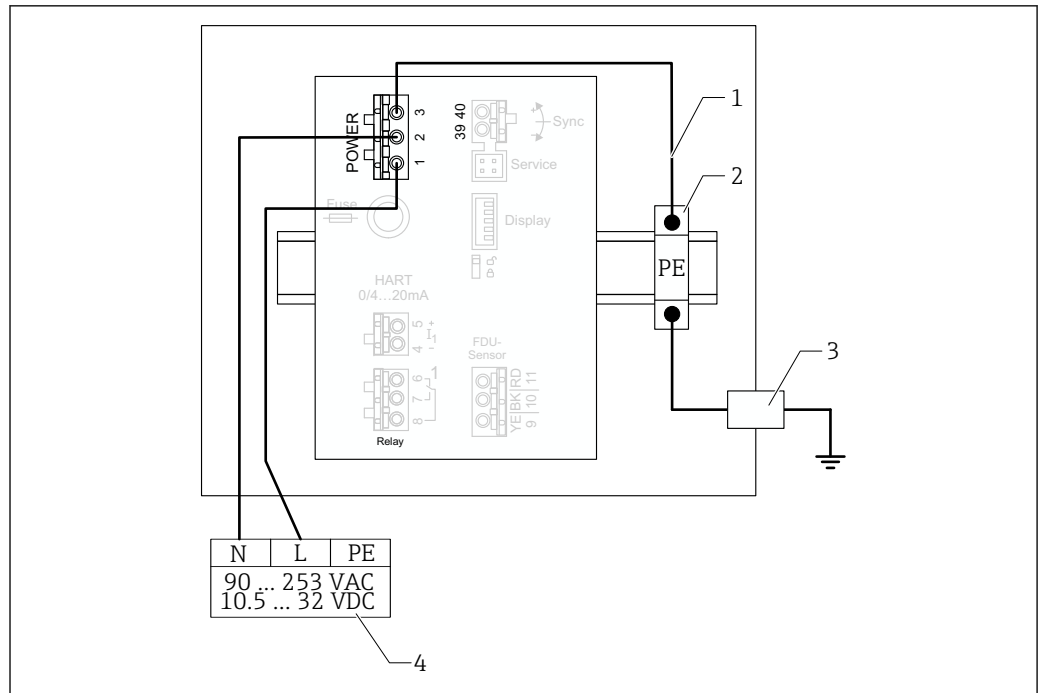 POWER
3
2
1
39 40
Sync
+
-
Service
Fuse
Display
HART
0/4...20mA
5 +
4 -
I1
6
7
8
1
Relay
FDU-
Sensor
YE|BK|RD
9 |10| 11
PE
1
2
3
N L PE
90 ... 253 VAC
10.5 ... 32 VDC
4